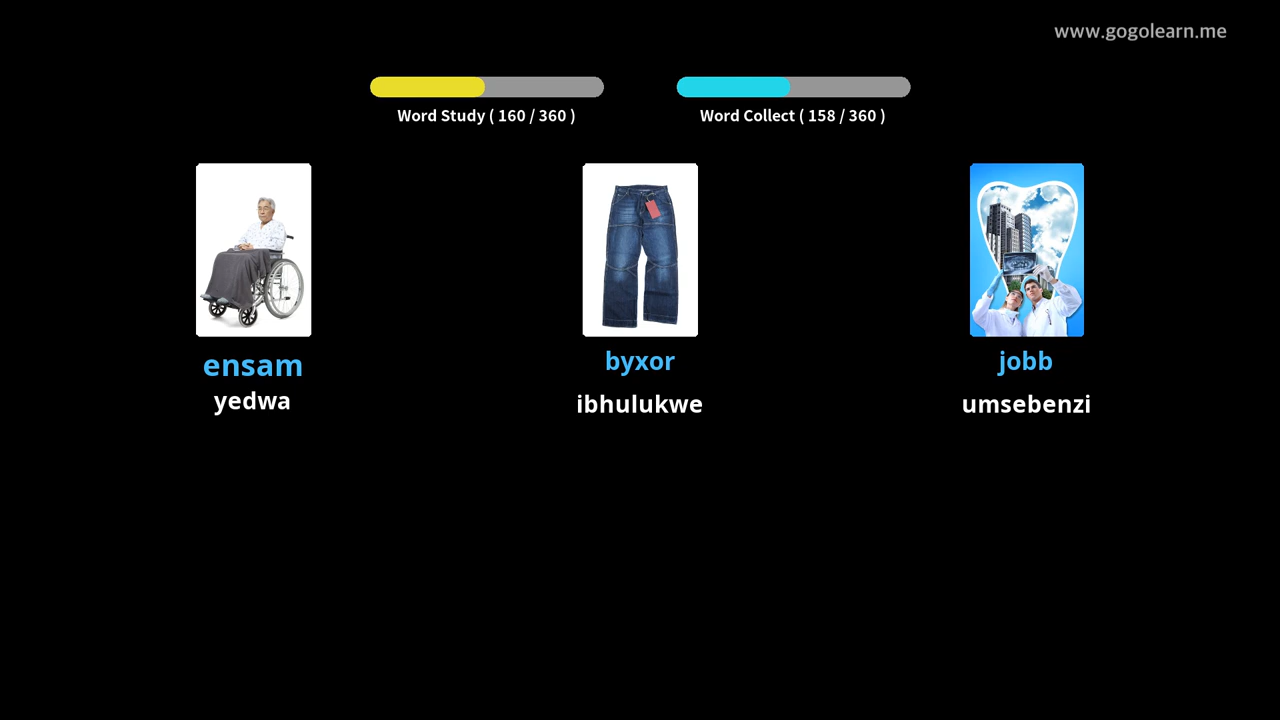 www.gogolearn.me
Word Study ( 160 / 360 )
Word Collect ( 158 / 360 )
ensam
yedwa
byxor
ibhulukwe
jobb
umsebenzi